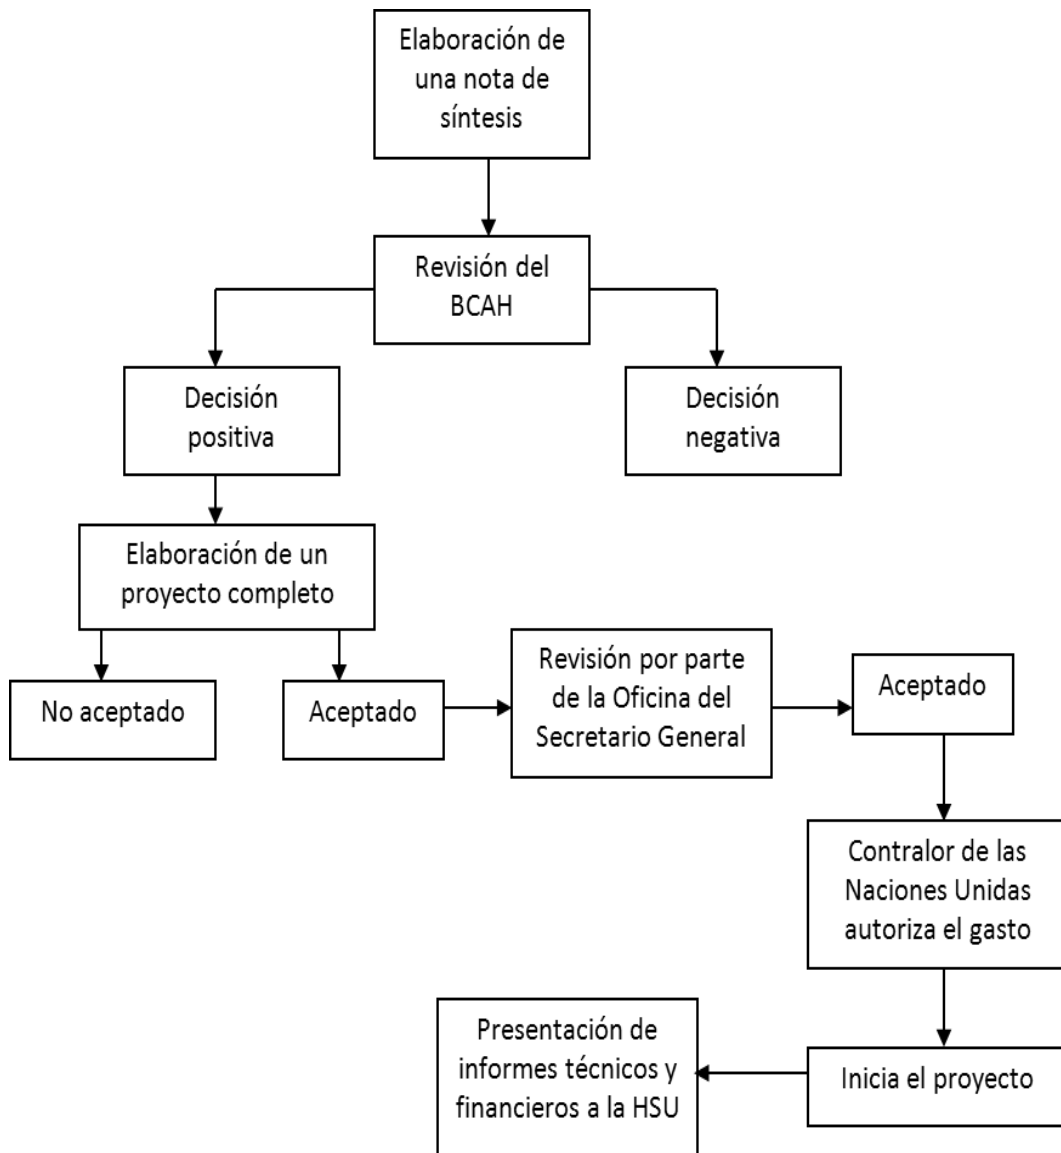 Elaboración de
una nota de
síntesis
Revisión del
BCAH
Decisión
positiva
Decisión
negativa
Elaboración de un
proyecto completo
No aceptado
Aceptado
Revisión por parte
de la Oficina del
Secretario General
Aceptado
Contralor de las
Naciones Unidas
autoriza el gasto
Inicia el proyecto
Presentación de
informes técnicos y
financieros a la HSU